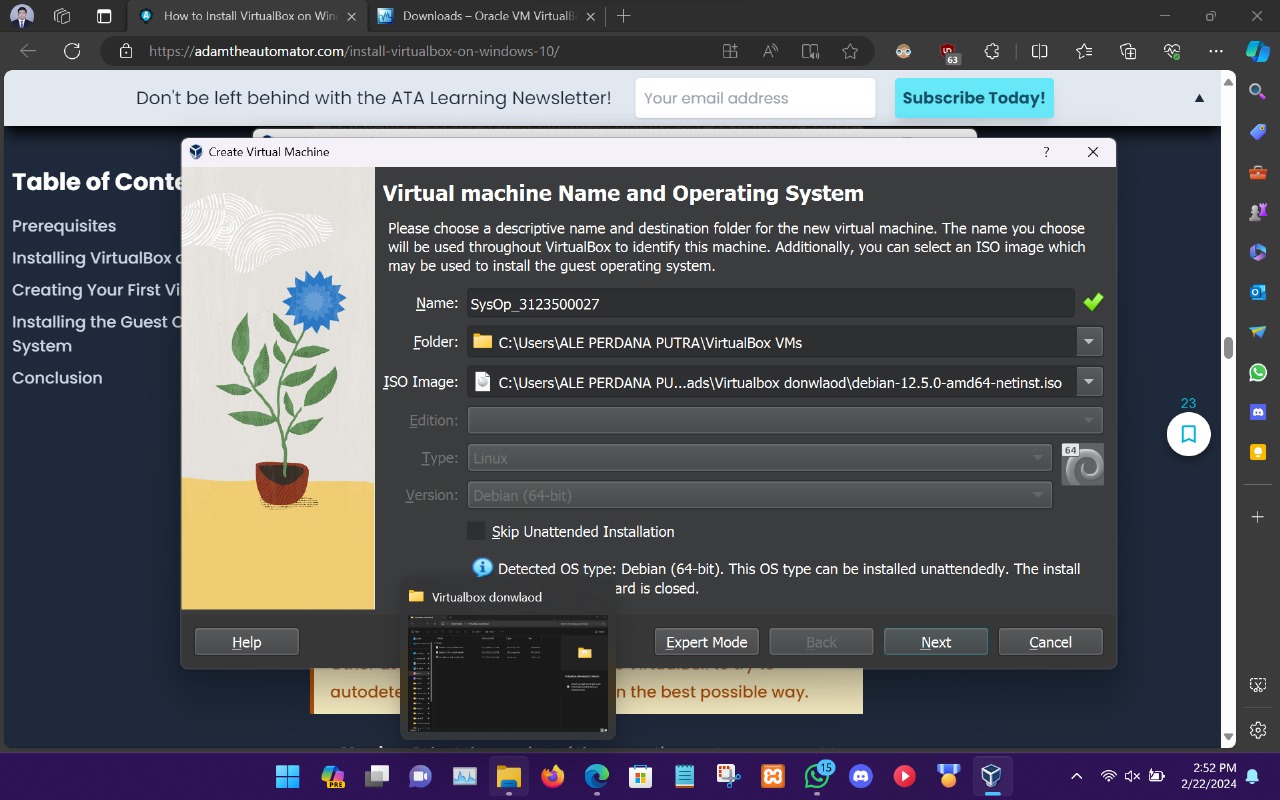 How to Install VirtualBox on Win
Downloads – Oracle VM VirtualB
https://adamtheautomator.com/install-virtualbox-on-windows-10/
63
Don't be left behind with the ATA Learning Newsletter!
Your email address
Subscribe Today!
Table of Conte
Prerequisites
Installing VirtualBox o
Creating Your First Vi
Installing the Guest O
System
Conclusion
Create Virtual Machine
?
Virtual machine Name and Operating System
Please choose a descriptive name and destination folder for the new virtual machine. The name you choose
will be used throughout VirtualBox to identify this machine. Additionally, you can select an ISO image which
may be used to install the guest operating system.
Name: SysOp_3123500027
Folder: C:\Users\ALE PERDANA PUTRA\VirtualBox VMs
ISO Image: C:\Users\ALE PERDANA PU...ads\Virtualbox donwlaod\debian-12.5.0-amd64-netinst.iso
Edition:
Type: Linux
64
Version: Debian (64-bit)
Skip Unattended Installation
Detected OS type: Debian (64-bit). This OS type can be installed unattendedly. The install
ard is closed.
Help
Expert Mode
Back
Next
Cancel
Virtualbox donwlaod
autodete
n the best possible way.
23
PRE
15
2:52 PM
2/22/2024